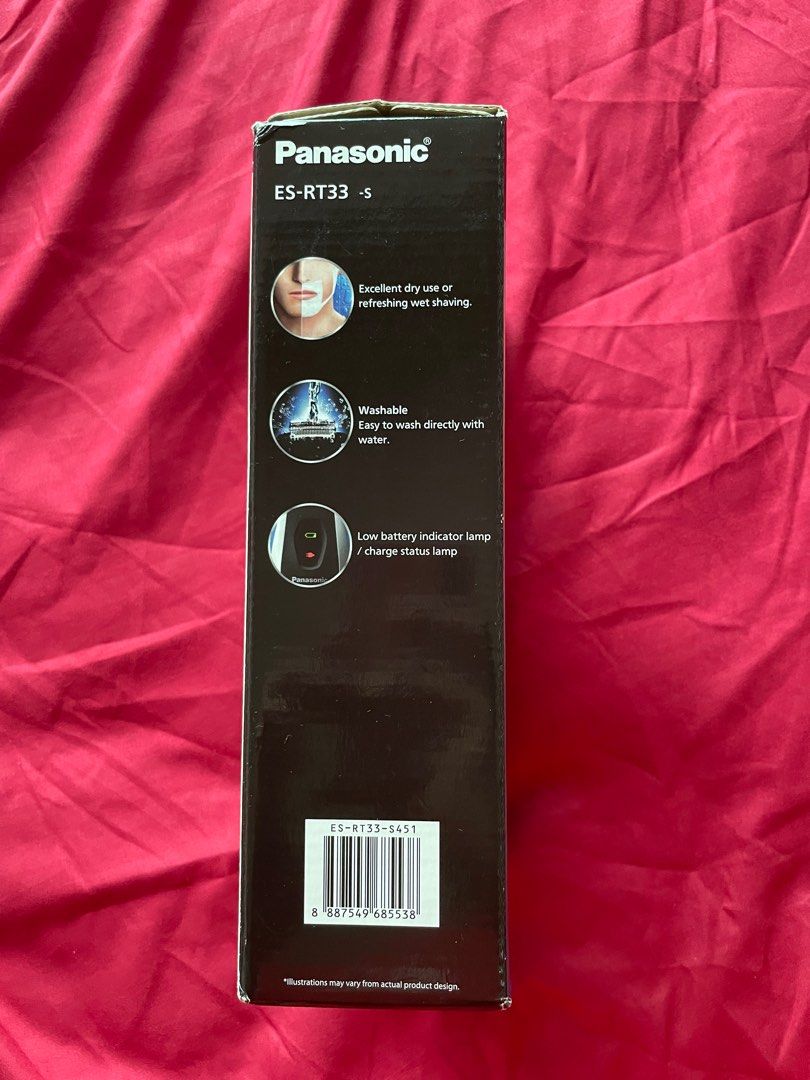 Panasonic®
ES-RT33 -S
Excellent dry use or
refreshing wet shaving.
Washable
Easy to wash directly with
water.
Low battery indicator lamp
/ charge status lamp
Panasonic
ES-RT33-S451
8 887549 685538
*Illustrations may vary from actual product design.